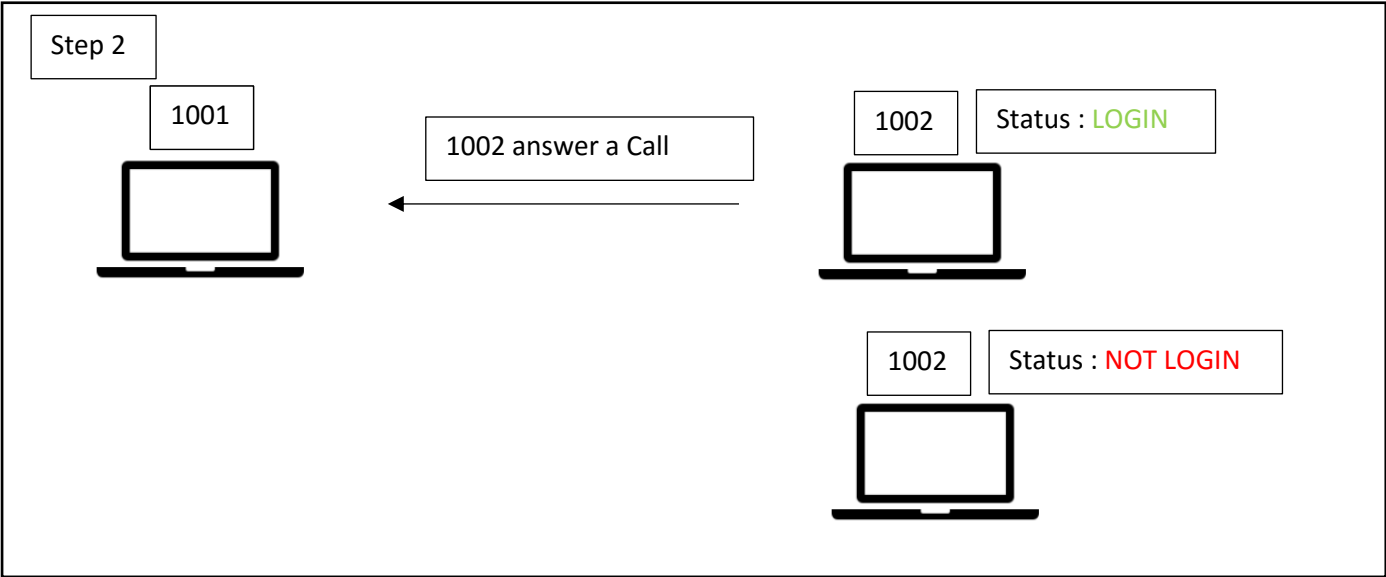 Step 2
1001
1002 answer a Call
1002
Status : LOGIN
1002
Status : NOT LOGIN